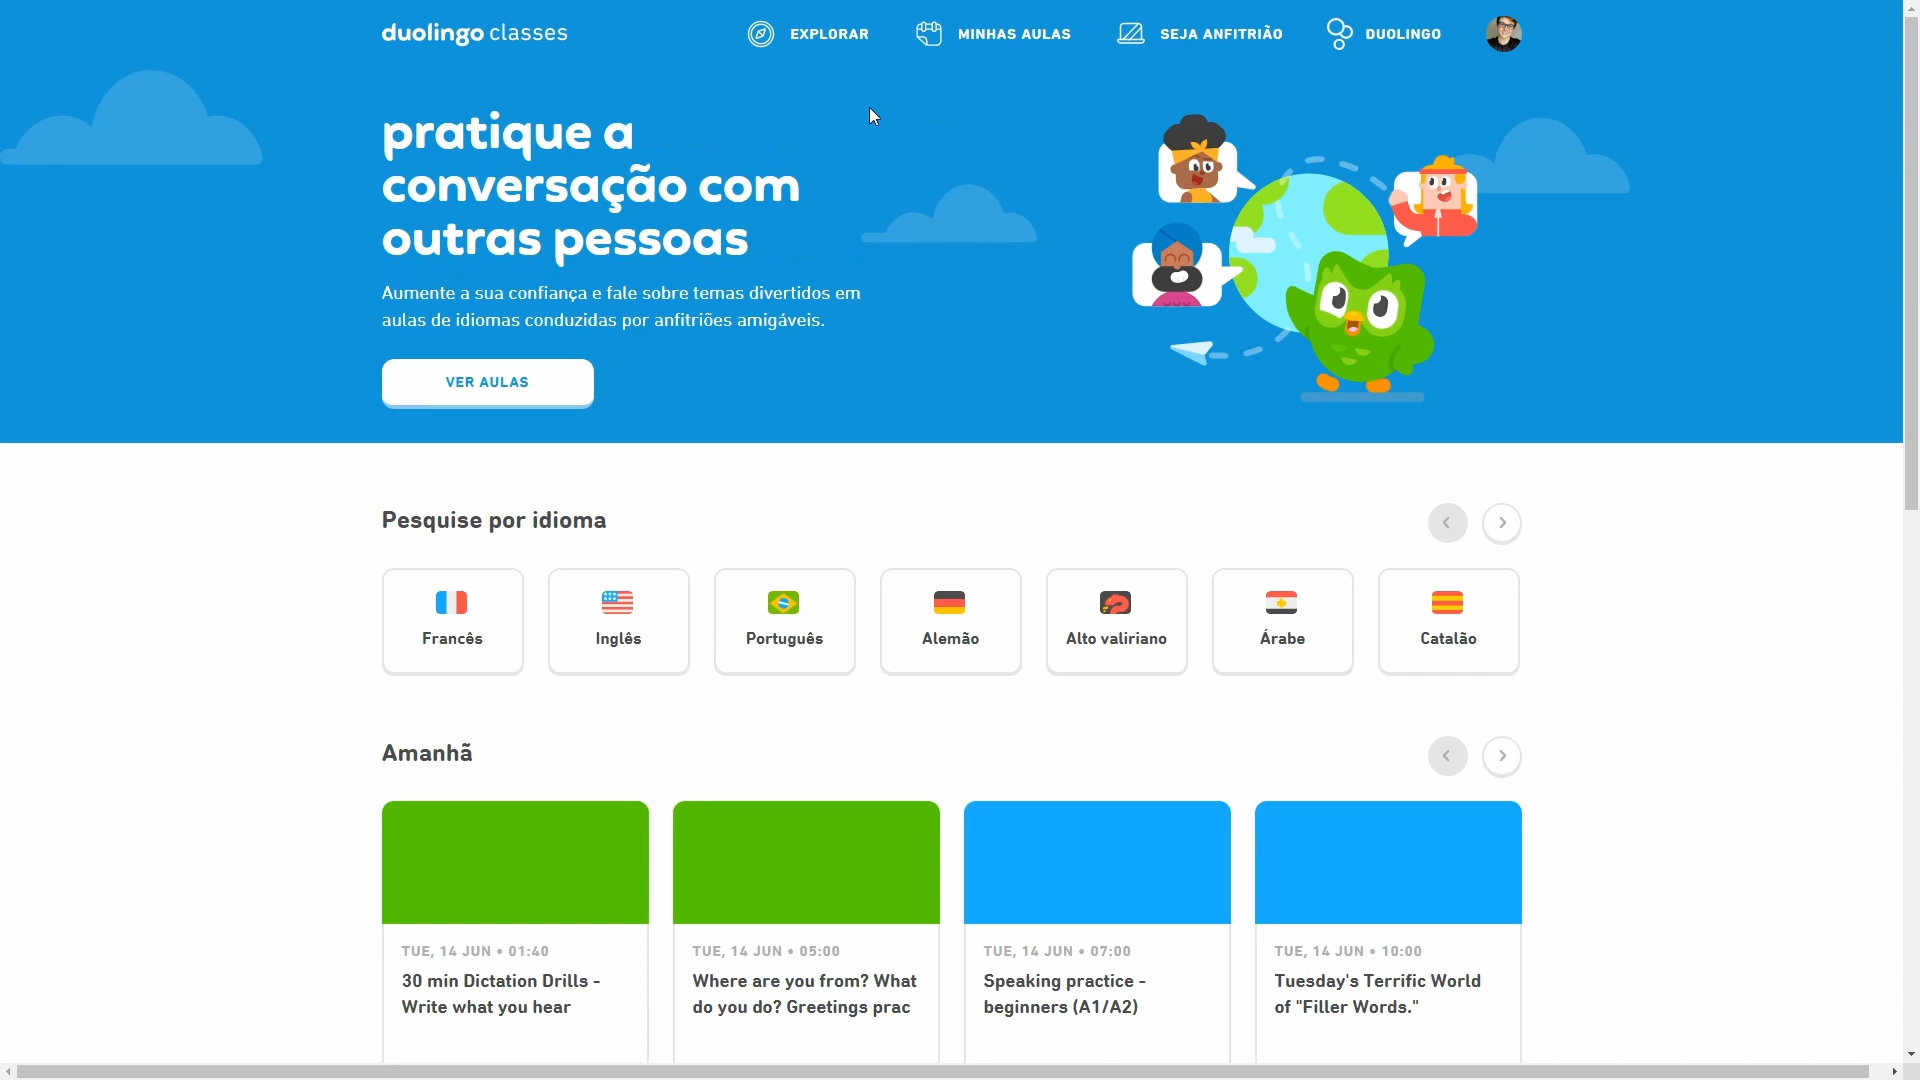 duolingo classes
EXPLORAR
MINHAS AULAS
SEJA ANFITRIÃO
DUOLINGO
pratique a
conversação com
outras pessoas
Aumente a sua confiança e fale sobre temas divertidos em
aulas de idiomas conduzidas por anfitriões amigáveis.
VER AULAS
Pesquise por idioma
Francês
Inglês
Português
Alemão
Alto valiriano
Árabe
Catalão
Amanhã
TUE, 14 JUN • 01:40
30 min Dictation Drills -
Write what you hear
TUE, 14 JUN • 05:00
Where are you from? What
do you do? Greetings prac
TUE, 14 JUN • 07:00
Speaking practice -
beginners (A1/A2)
TUE, 14 JUN • 10:00
Tuesday's Terrific World
of "Filler Words."